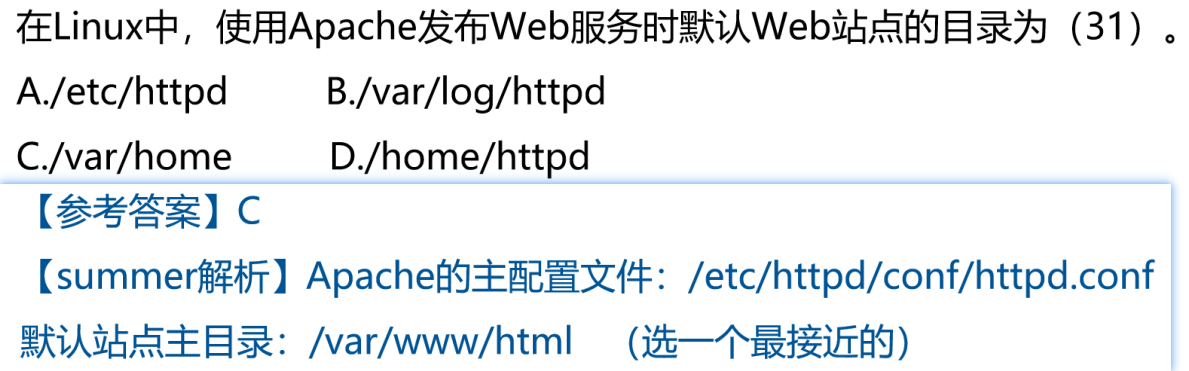 在Linux中，使用Apache发布Web服务时默认Web站点的目录为（31）。
A./etc/httpd B./var/log/httpd
C./var/home D./home/httpd
【参考答案】C
【summer解析】Apache的主配置文件：/etc/httpd/conf/httpd.conf
默认站点主目录：/var/www/html （选一个最接近的）